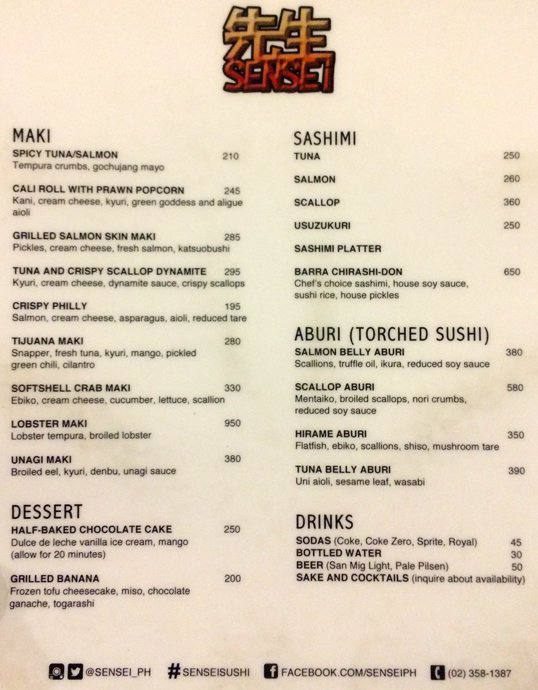 先生
SENSEI
MAKI
SPICY TUNA/SALMON 210
Tempura crumbs, gochujang mayo
CALI ROLL WITH PRAWN POPCORN 245
Kani, cream cheese, kyuri, green goddess and aligue
aioli
GRILLED SALMON SKIN MAKI 285
Pickles, cream cheese, fresh salmon, katsuobushi
TUNA AND CRISPY SCALLOP DYNAMITE 295
Kyuri, cream cheese, dynamite sauce, crispy scallops
CRISPY PHILLY 195
Salmon, cream cheese, asparagus, aioli, reduced tare
TIJUANA MAKI 280
Snapper, fresh tuna, kyuri, mango, pickled
green chili, cilantro
SOFTSHELL CRAB MAKI 330
Ebiko, cream cheese, cucumber, lettuce, scallion
LOBSTER MAKI 950
Lobster tempura, broiled lobster
UNAGI MAKI 380
Broiled eel, kyuri, denbu, unagi sauce
DESSERT
HALF-BAKED CHOCOLATE CAKE 250
Dulce de leche vanilla ice cream, mango
(allow for 20 minutes)
GRILLED BANANA 200
Frozen tofu cheesecake, miso, chocolate
ganache, togarashi
SASHIMI
TUNA 250
SALMON 260
SCALLOP 360
USUZUKURI 250
SASHIMI PLATTER
BARRA CHIRASHI-DON 650
Chef's choice sashimi, house soy sauce,
sushi rice, house pickles
ABURI (TORCHED SUSHI)
SALMON BELLY ABURI 380
Scallions, truffle oil, ikura, reduced soy sauce
SCALLOP ABURI 580
Mentaiko, broiled scallops, nori crumbs,
reduced soy sauce
HIRAME ABURI 350
Flatfish, ebiko, scallions, shiso, mushroom tare
TUNA BELLY ABURI 390
Uni aioli, sesame leaf, wasabi
DRINKS
SODAS (Coke, Coke Zero, Sprite, Royal) 45
BOTTLED WATER 30
BEER (San Mig Light, Pale Pilsen) 50
SAKE AND COCKTAILS (inquire about availability)
@SENSEI_PH #SENSEISUSHI FACEBOOK.COM/SENSEIPH (02) 358-1387